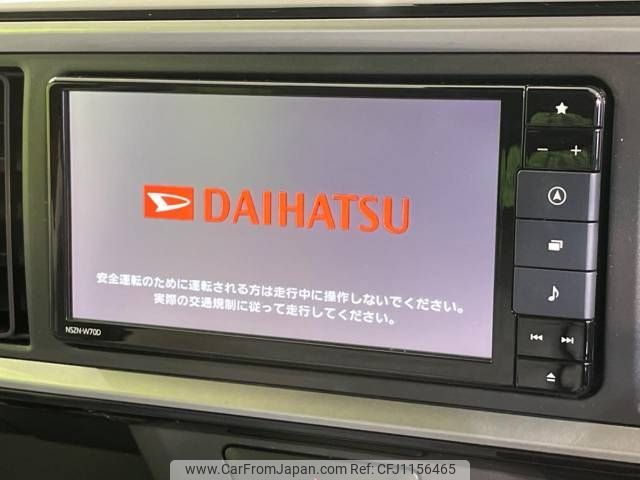 DAIHATSU
安全運転のために運転される方は走行中に操作しないでください。
実際の交通規制に従って走行してください。
NSZN-W70D
www.CarFromJapan.com | CFJ1156465